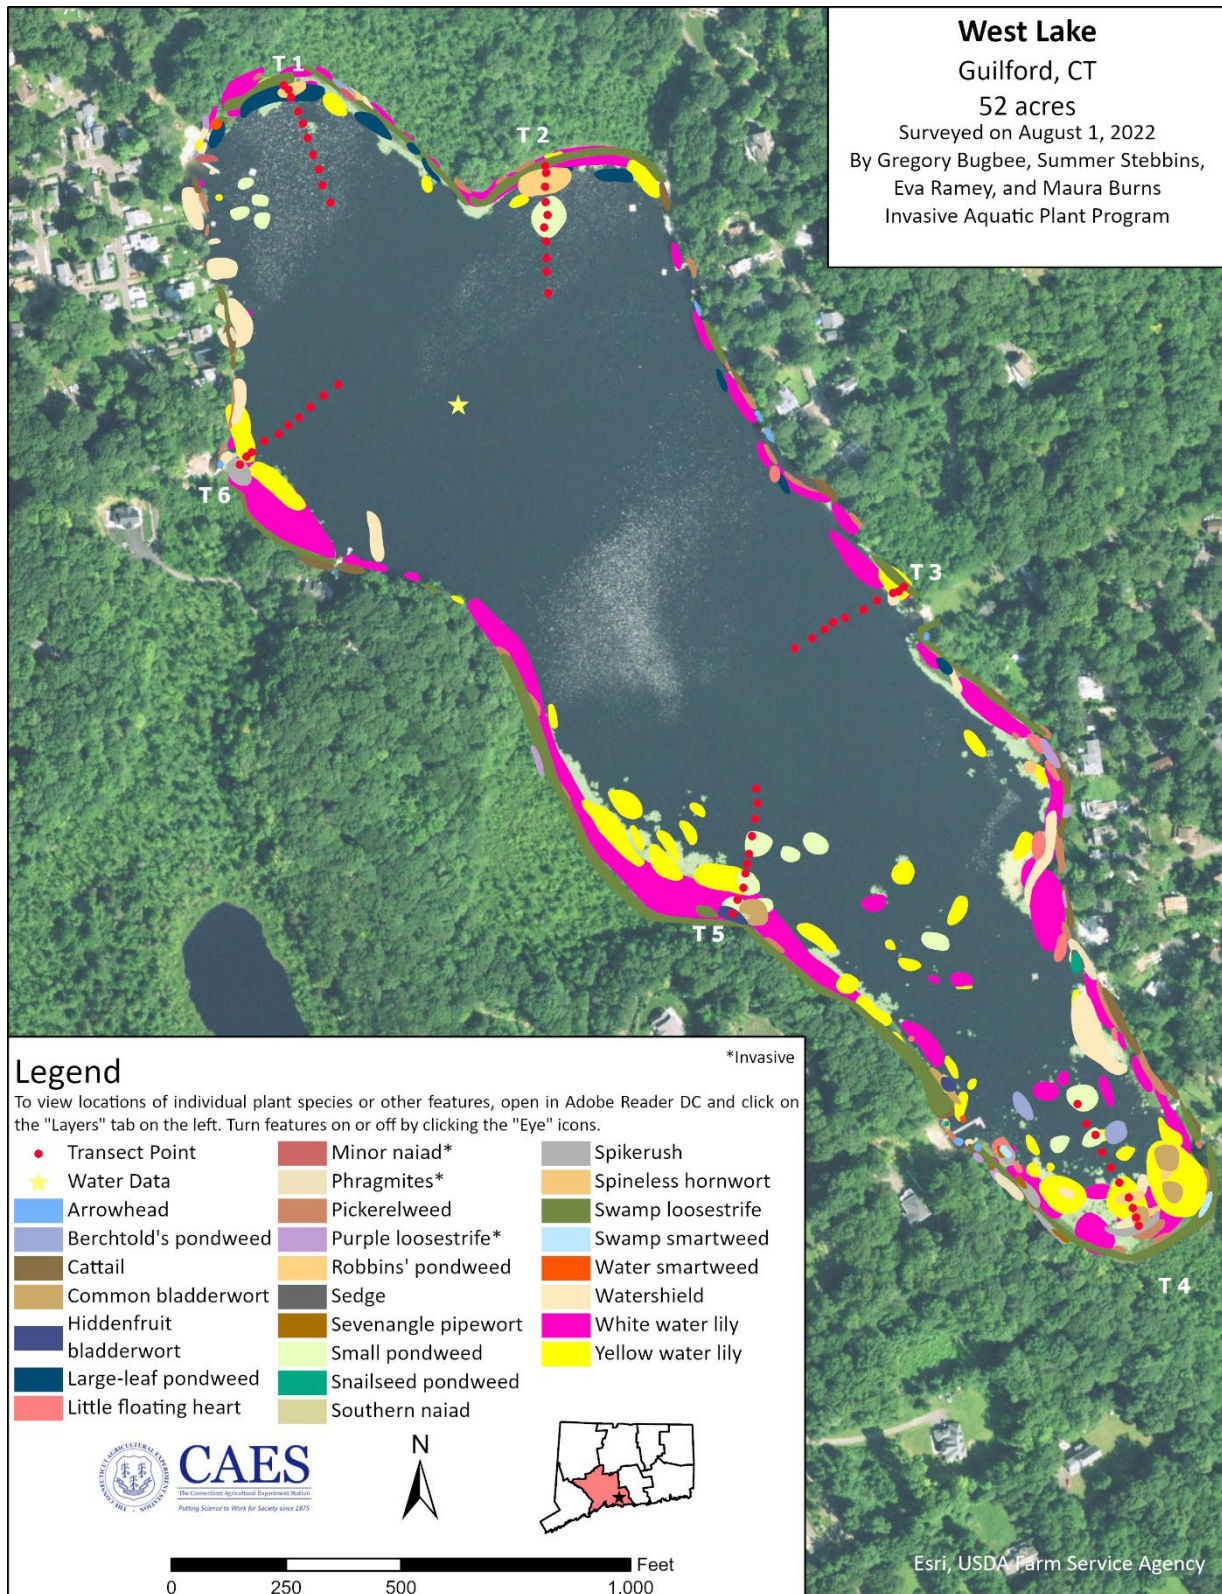 West Lake
Guilford, CT
52 acres
Surveyed on August 1, 2022
By Gregory Bugbee, Summer Stebbins,
Eva Ramey, and Maura Burns
Invasive Aquatic Plant Program
T 1
T 2
T 3
T 6
T 5
T 4
*Invasive
Legend
To view locations of individual plant species or other features, open in Adobe Reader DC and click on
the "Layers" tab on the left. Turn features on or off by clicking the "Eye" icons.
Transect Point
Water Data
Arrowhead
Berchtold's pondweed
Cattail
Common bladderwort
Hiddenfruit
bladderwort
Large-leaf pondweed
Little floating heart
Minor naiad*
Phragmites*
Pickerelweed
Purple loosestrife*
Robbins' pondweed
Sedge
Sevenangle pipewort
Small pondweed
Snailseed pondweed
Southern naiad
Spikerush
Spineless hornwort
Swamp loosestrife
Swamp smartweed
Water smartweed
Watershield
White water lily
Yellow water lily
THE CONNECTICUT AGRICULTURAL EXPERIMENT STATION
CAES
The Connecticut Agricultural Experiment Station
Putting Science to Work for Society since 1875
N
Feet
0 250 500 1,000
Esri, USDA Farm Service Agency